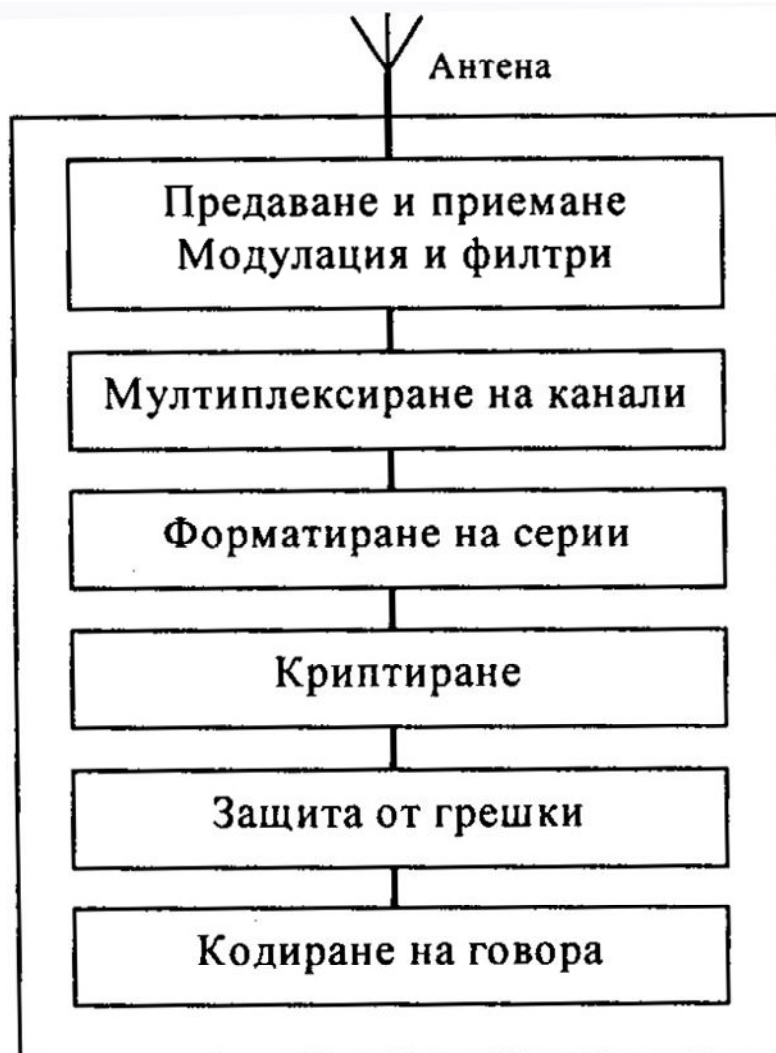 Антена
Предаване и приемане
Модулация и филтри
Мултиплексиране на канали
Форматиране на серии
Криптиране
Защита от грешки
Кодиране на говора